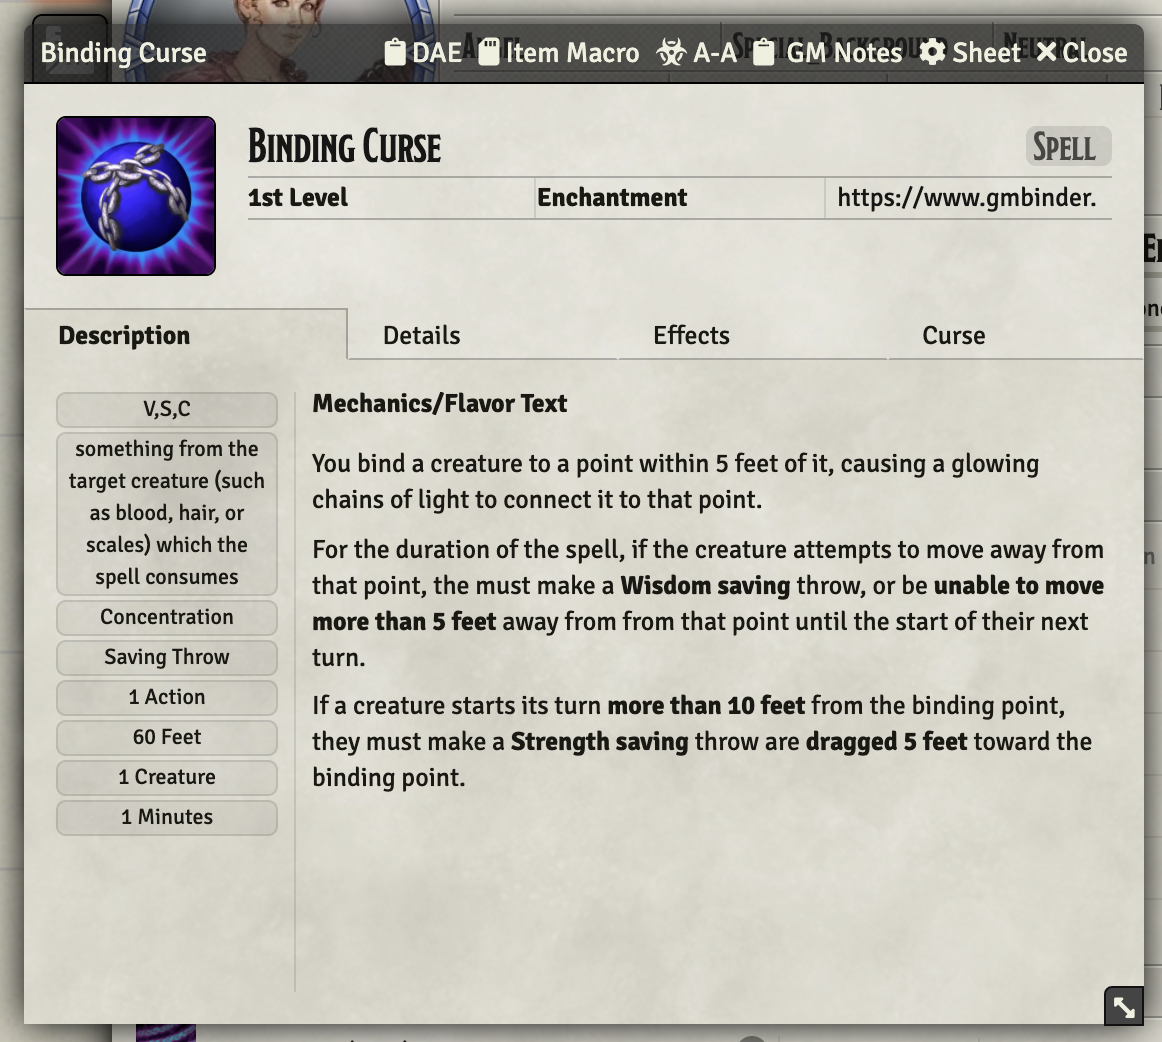 Binding Curse DAE Item Macro A-A GM Notes Sheet Close
Binding Curse
Spell
1st Level Enchantment https://www.gmbinder.
Description Details Effects Curse
V,S,C
something from the
target creature (such
as blood, hair, or
scales) which the
spell consumes
Concentration
Saving Throw
1 Action
60 Feet
1 Creature
1 Minutes
Mechanics/Flavor Text
You bind a creature to a point within 5 feet of it, causing a glowing
chains of light to connect it to that point.
For the duration of the spell, if the creature attempts to move away from
that point, the must make a Wisdom saving throw, or be unable to move
more than 5 feet away from from that point until the start of their next
turn.
If a creature starts its turn more than 10 feet from the binding point,
they must make a Strength saving throw are dragged 5 feet toward the
binding point.